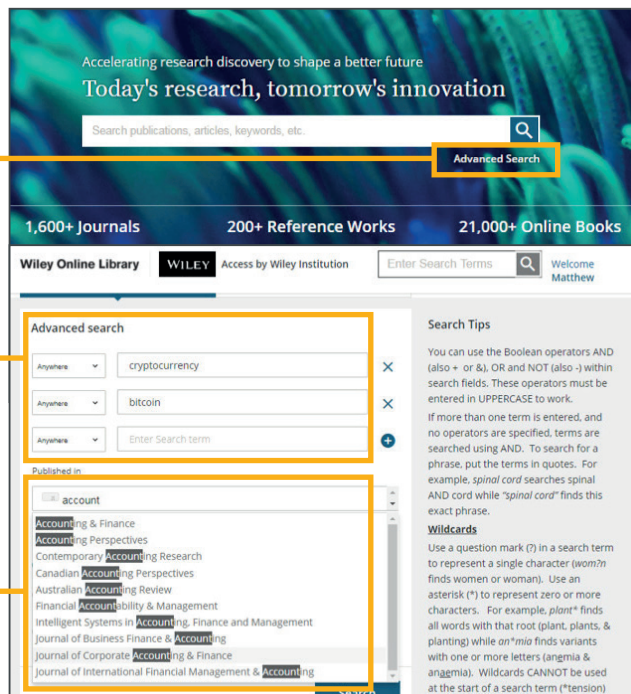 Accelerating research discovery to shape a better future
Today's research, tomorrow's innovation
Search publications, articles, keywords, etc.
Advanced Search
1,600+ Journals
200+ Reference Works
21,000+ Online Books
Wiley Online Library
WILEY
Access by Wiley Institution
Enter Search Terms
Welcome
Matthew
Advanced search
Anywhere
cryptocurrency
Anywhere
bitcoin
Anywhere
Enter Search term
Published in
account
Accounting & Finance
Accounting Perspectives
Contemporary Accounting Research
Canadian Accounting Perspectives
Australian Accounting Review
Financial Accountability & Management
Intelligent Systems in Accounting, Finance and Management
Journal of Business Finance & Accounting
Journal of Corporate Accounting & Finance
Journal of International Financial Management & Accounting
Search
Search Tips
You can use the Boolean operators AND
(also + or &), OR and NOT (also -) within
search fields. These operators must be
entered in UPPERCASE to work.
If more than one term is entered, and
no operators are specified, terms are
searched using AND. To search for a
phrase, put the terms in quotes. For
example, spinal cord searches spinal
AND cord while "spinal cord" finds this
exact phrase.
Wildcards
Use a question mark (?) in a search term
to represent a single character (wom?n
finds women or woman). Use an
asterisk (*) to represent zero or more
characters. For example, plant* finds
all words with that root (plant, plants, &
planting) while an*mia finds variants
with one or more letters (anemia &
anaemia). Wildcards CANNOT be used
at the start of a search term (*tension)